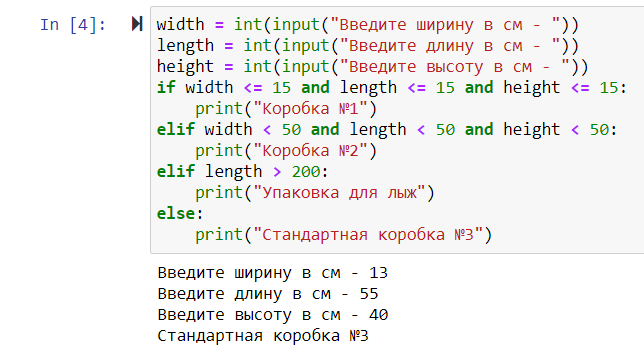 In [4]: width = int(input("Введите ширину в см - "))
length = int(input("Введите длину в см - "))
height = int(input("Введите высоту в см - "))
if width <= 15 and length <= 15 and height <= 15:
    print("Коробка №1")
elif width < 50 and length < 50 and height < 50:
    print("Коробка №2")
elif length > 200:
    print("Упаковка для лыж")
else:
    print("Стандартная коробка №3")
Введите ширину в см - 13
Введите длину в см - 55
Введите высоту в см - 40
Стандартная коробка №3